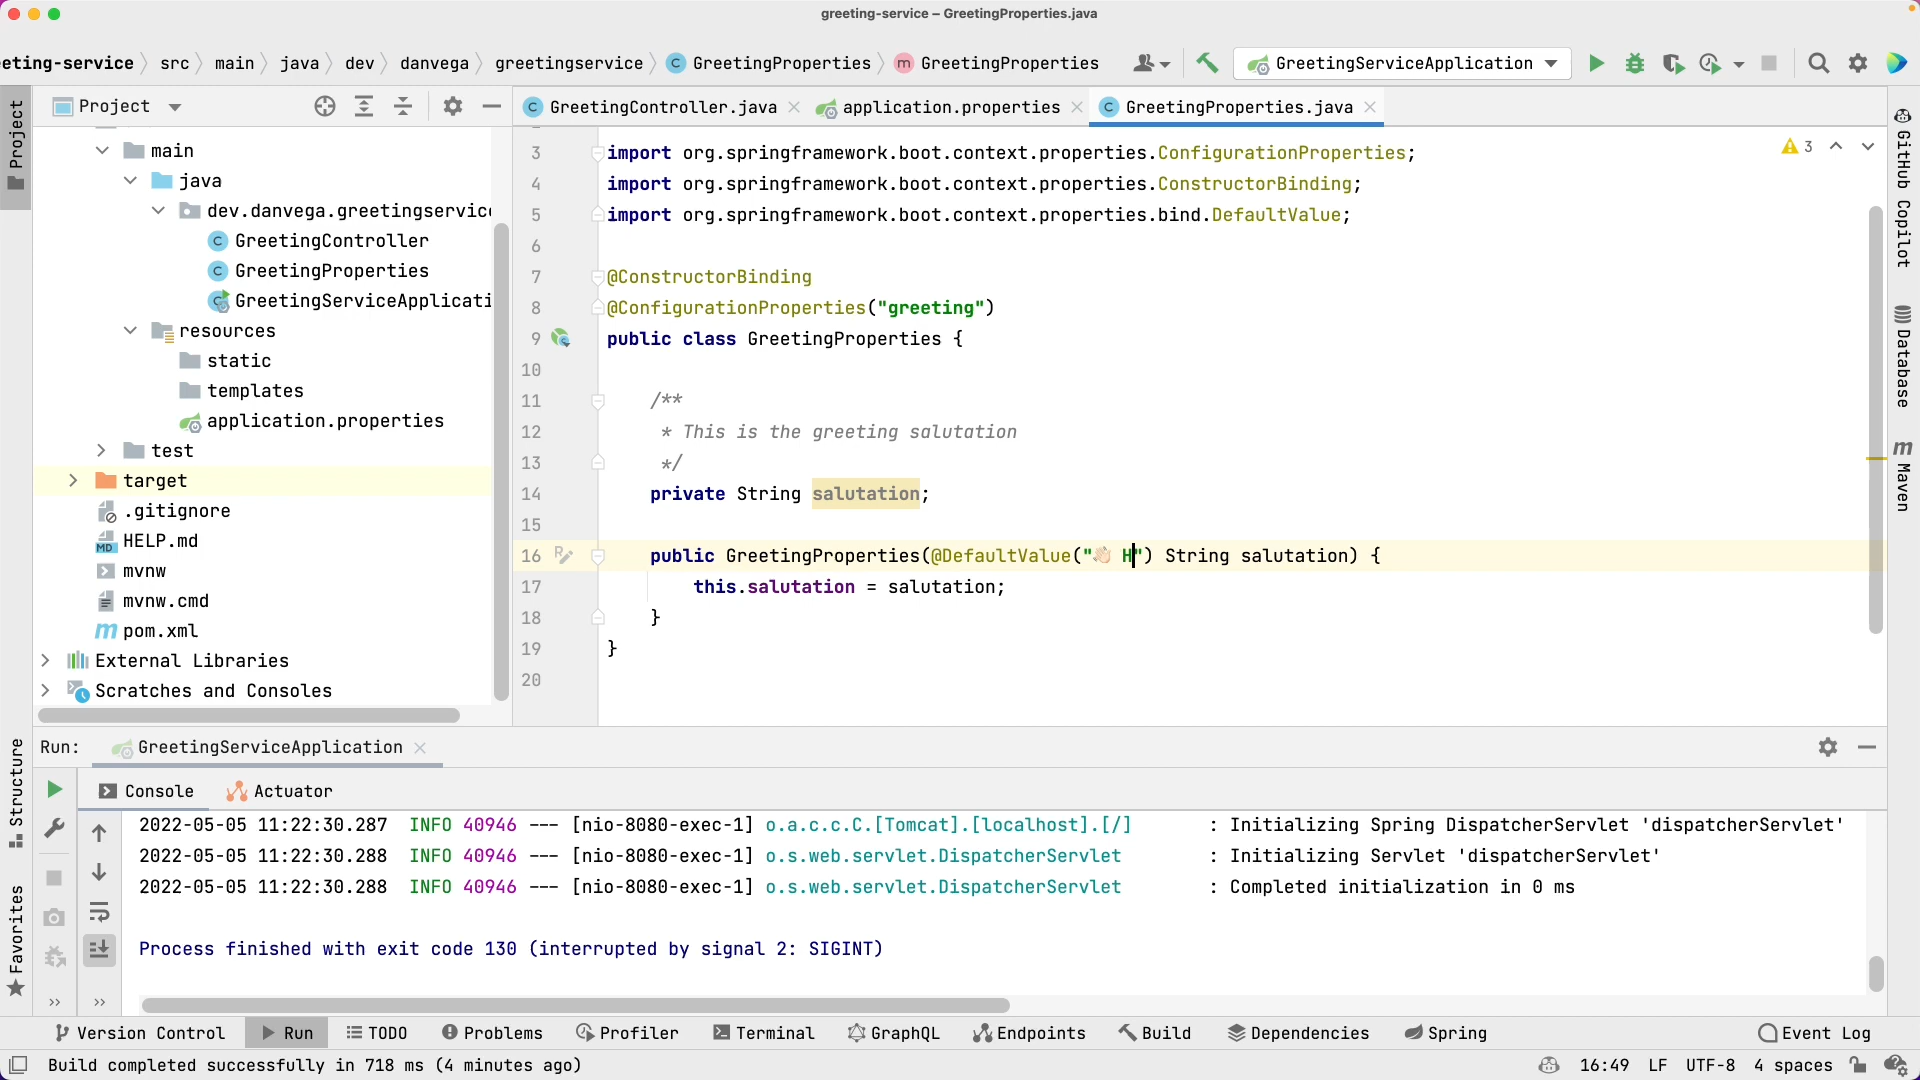 greeting-service – GreetingProperties.java
eting-service › src › main › java › dev › danvega › greetingservice › GreetingProperties › GreetingProperties
GreetingServiceApplication
Project
GreetingController.java
application.properties
GreetingProperties.java
main
java
dev.danvega.greetingservic
GreetingController
GreetingProperties
GreetingServiceApplicati
resources
static
templates
application.properties
test
target
.gitignore
HELP.md
mvnw
mvnw.cmd
pom.xml
External Libraries
Scratches and Consoles
3 import org.springframework.boot.context.properties.ConfigurationProperties;
4 import org.springframework.boot.context.properties.ConstructorBinding;
5 import org.springframework.boot.context.properties.bind.DefaultValue;
6
7 @ConstructorBinding
8 @ConfigurationProperties("greeting")
9 public class GreetingProperties {
10
11 /**
12 * This is the greeting salutation
13 */
14 private String salutation;
15
16 public GreetingProperties(@DefaultValue("👋🏻 H") String salutation) {
17 this.salutation = salutation;
18 }
19 }
20
3
Project
Structure
Favorites
GitHub Copilot
Database
Maven
Run: GreetingServiceApplication
Console
Actuator
2022-05-05 11:22:30.287 INFO 40946 --- [nio-8080-exec-1] o.a.c.c.C.[Tomcat].[localhost].[/] : Initializing Spring DispatcherServlet 'dispatcherServlet'
2022-05-05 11:22:30.288 INFO 40946 --- [nio-8080-exec-1] o.s.web.servlet.DispatcherServlet : Initializing Servlet 'dispatcherServlet'
2022-05-05 11:22:30.288 INFO 40946 --- [nio-8080-exec-1] o.s.web.servlet.DispatcherServlet : Completed initialization in 0 ms
Process finished with exit code 130 (interrupted by signal 2: SIGINT)
Version Control Run TODO Problems Profiler Terminal GraphQL Endpoints Build Dependencies Spring Event Log
Build completed successfully in 718 ms (4 minutes ago) 16:49 LF UTF-8 4 spaces